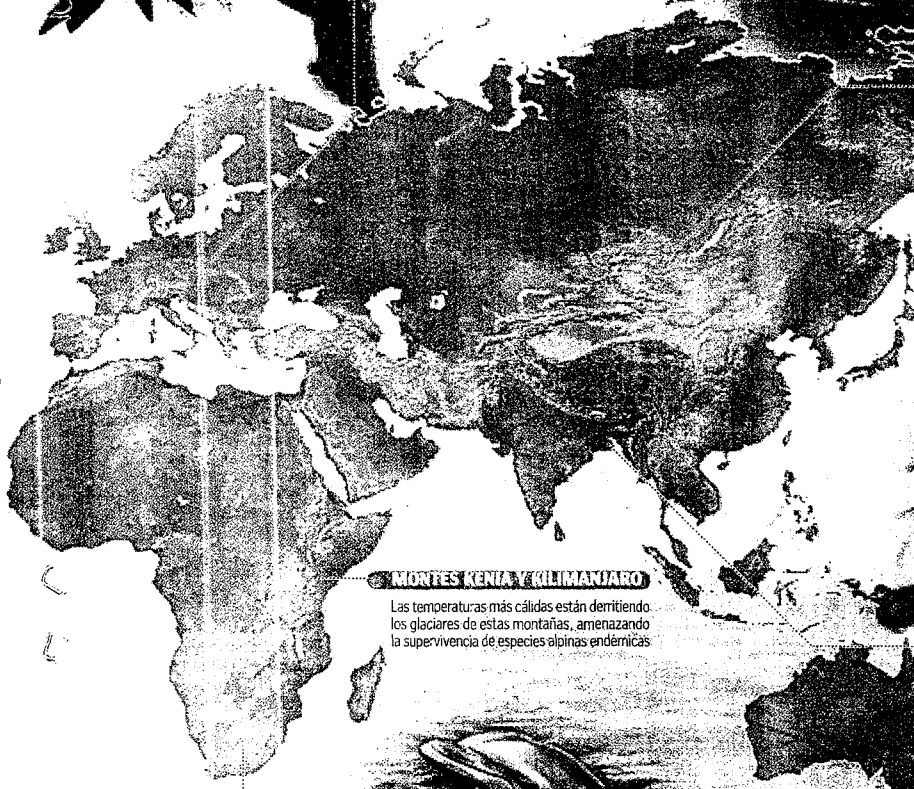 MONTES KENIA Y KILIMANJARO
Las temperaturas más cálidas están derritiendo
los glaciares de estas montañas, amenazando
la supervivencia de especies alpinas endémicas